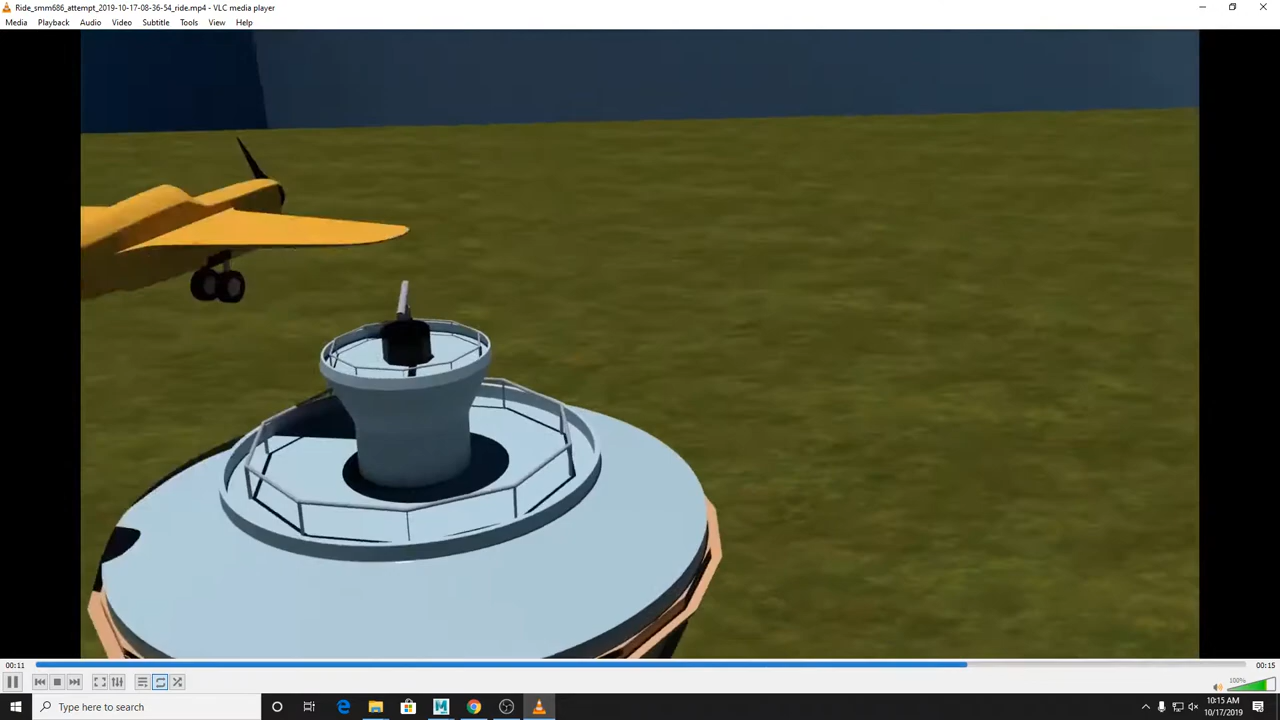 Ride_smm686_attempt_2019-10-17-08-36-54_ride.mp4 - VLC media player
Media Playback Audio Video Subtitle Tools View Help
00:11 00:15
100%
Type here to search
10:15 AM
10/17/2019